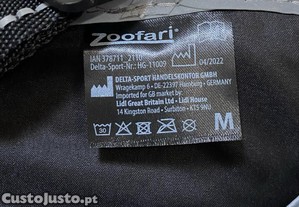 Zoofari®
IAN 378711_2110
Delta-Sport-Nr.: HG-11009
04/2022
DELTA-SPORT HANDELSKONTOR GMBH
Wragekamp 6 • DE-22397 Hamburg • GERMANY
Imported for GB market by:
Lidl Great Britain Ltd • Lidl House
14 Kingston Road • Surbiton • KT5 9NU
30
M
CustoJusto.pt